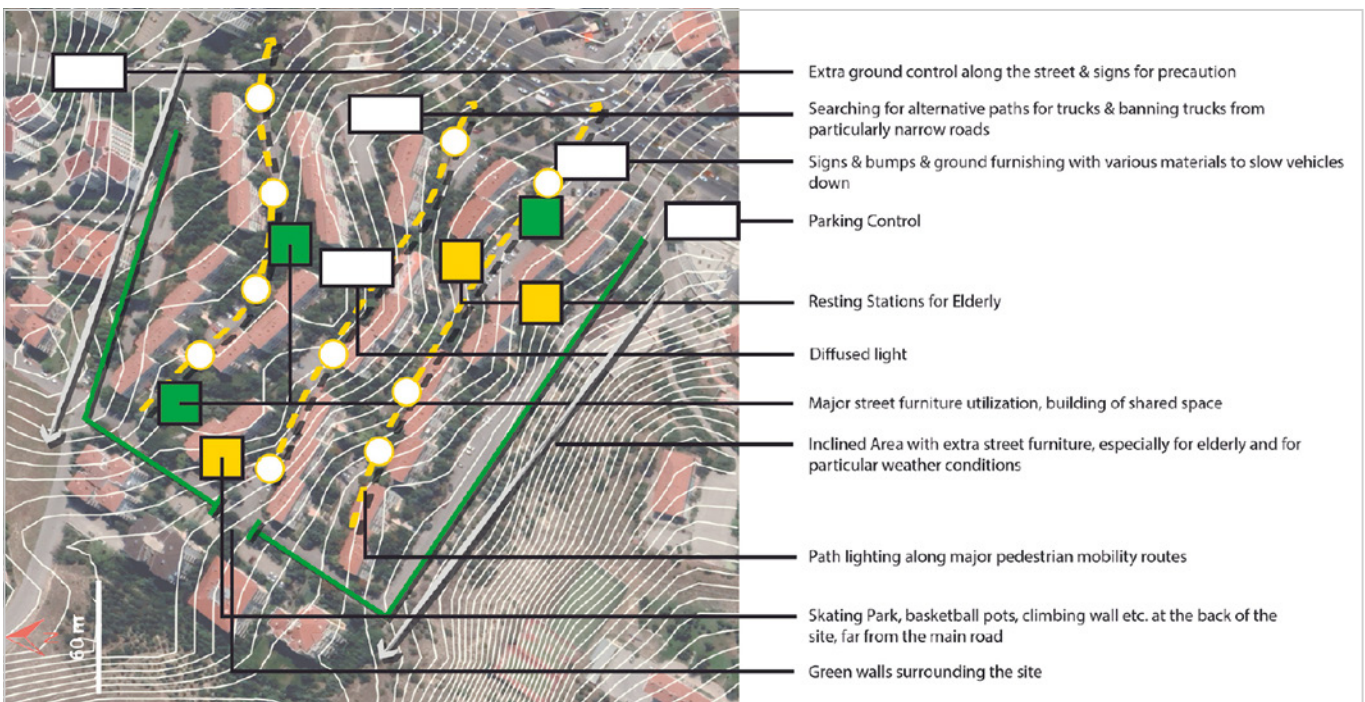 Extra ground control along the street & signs for precaution
Searching for alternative paths for trucks & banning trucks from
particularly narrow roads
Signs & bumps & ground furnishing with various materials to slow vehicles
down
Parking Control
Resting Stations for Elderly
Diffused light
Major street furniture utilization, building of shared space
Inclined Area with extra street furniture, especially for elderly and for
particular weather conditions
Path lighting along major pedestrian mobility routes
Skating Park, basketball pots, climbing wall etc. at the back of the
site, far from the main road
Green walls surrounding the site
60 m